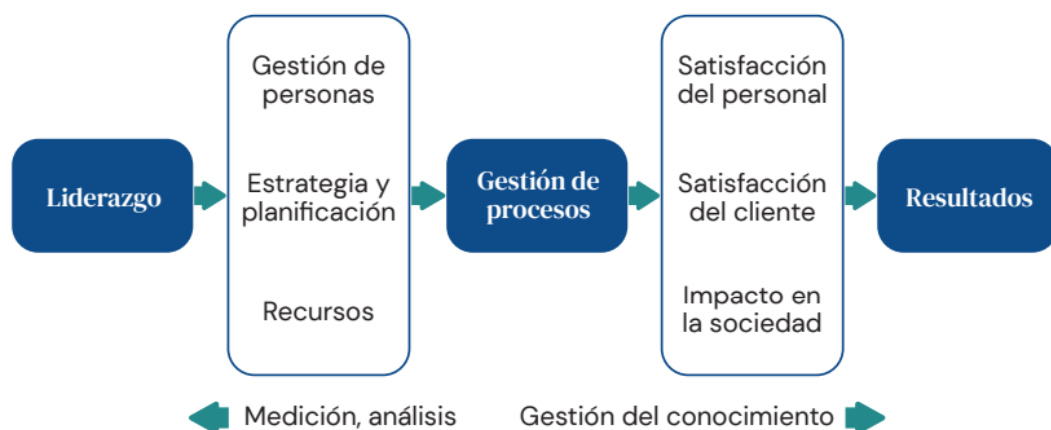 Liderazgo
Gestión de
personas
Estrategia y
planificación
Recursos
Gestión de
procesos
Satisfacción
del personal
Satisfacción
del cliente
Impacto en
la sociedad
Resultados
Medición, análisis
Gestión del conocimiento